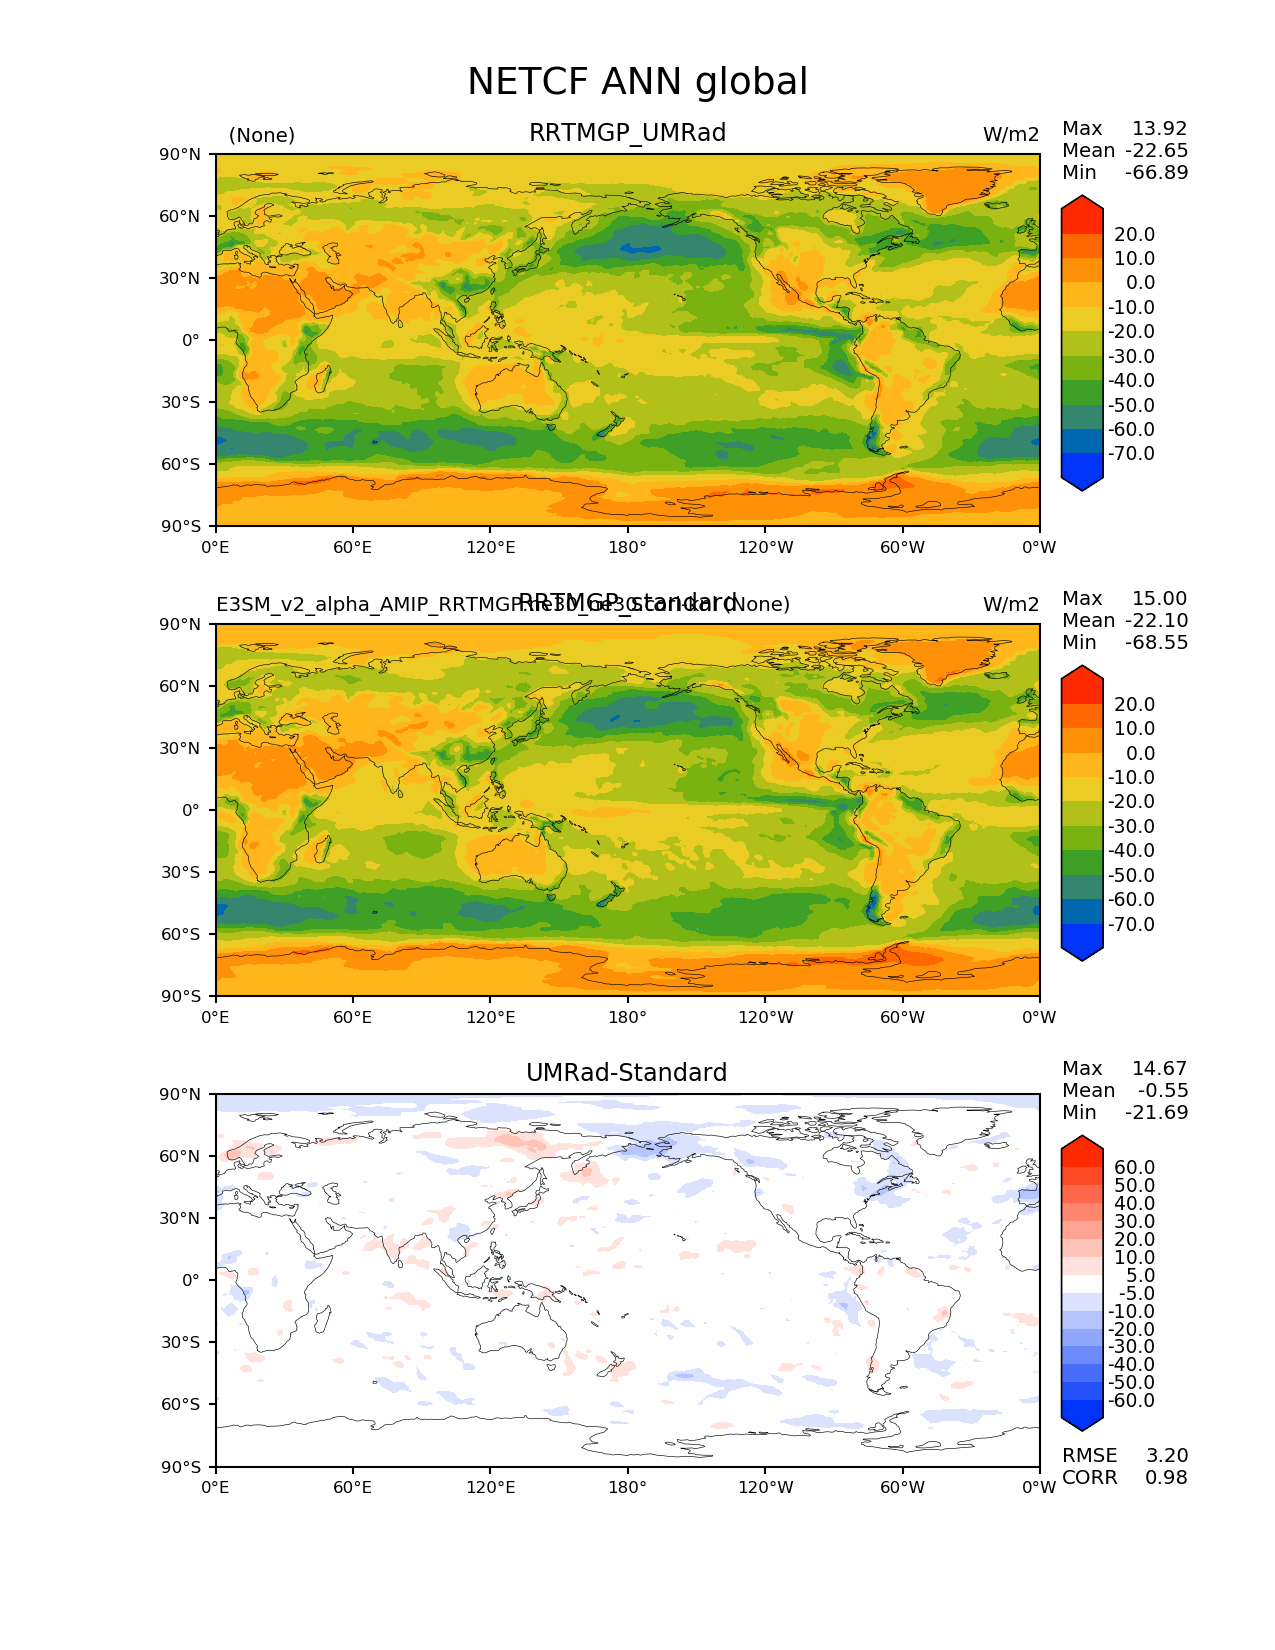 NETCF ANN global
(None) RRTMGP_UMRad W/m2
Max 13.92
Mean -22.65
Min -66.89
90°N
60°N
30°N
0°
30°S
60°S
90°S
0°E 60°E 120°E 180° 120°W 60°W 0°W
20.0
10.0
0.0
-10.0
-20.0
-30.0
-40.0
-50.0
-60.0
-70.0
RRTMGP_standard
E3SM_v2_alpha_AMIP_RRTMGP (None) W/m2
Max 15.00
Mean -22.10
Min -68.55
90°N
60°N
30°N
0°
30°S
60°S
90°S
0°E 60°E 120°E 180° 120°W 60°W 0°W
20.0
10.0
0.0
-10.0
-20.0
-30.0
-40.0
-50.0
-60.0
-70.0
UMRad-Standard
Max 14.67
Mean -0.55
Min -21.69
90°N
60°N
30°N
0°
30°S
60°S
90°S
0°E 60°E 120°E 180° 120°W 60°W 0°W
60.0
50.0
40.0
30.0
20.0
10.0
5.0
-5.0
-10.0
-20.0
-30.0
-40.0
-50.0
-60.0
RMSE 3.20
CORR 0.98